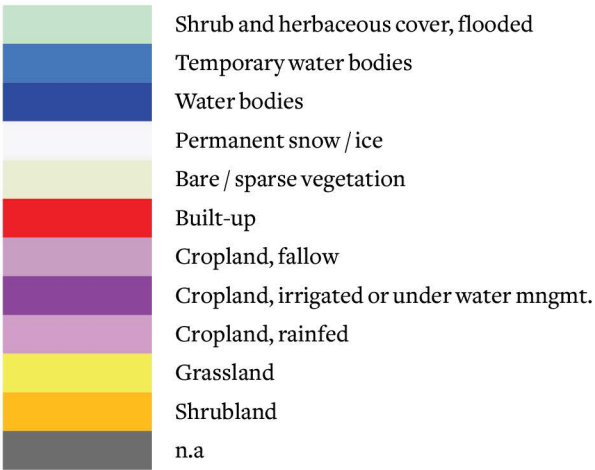 Shrub and herbaceous cover, flooded
Temporary water bodies
Water bodies
Permanent snow / ice
Bare / sparse vegetation
Built-up
Cropland, fallow
Cropland, irrigated or under water mngmt.
Cropland, rainfed
Grassland
Shrubland
n.a